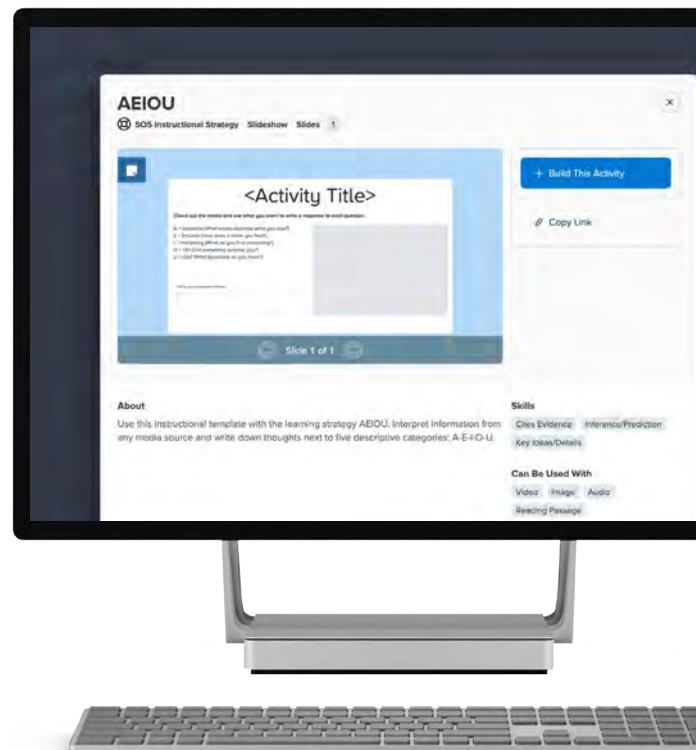 AEIOU
SOS Instructional Strategy Slideshow Slides 1
+ Build This Activity
Copy Link
<Activity Title>
Check out the media and use what you want to write a response to each question.
A = Adjective (What words describe what you saw?)
E = Emotion (How does it make you feel?)
I = Interesting (What do you find interesting?)
O = Oh! (Did something surprise you?)
U = Um? (What questions do you have?)
Slide 1 of 1
About
Use this instructional template with the learning strategy AEIOU. Interpret information from
any media source and write down thoughts next to five descriptive categories: A-E-I-O-U.
Skills
Cites Evidence Inference/Prediction
Key Ideas/Details
Can Be Used With
Video Image Audio
Reading Passage